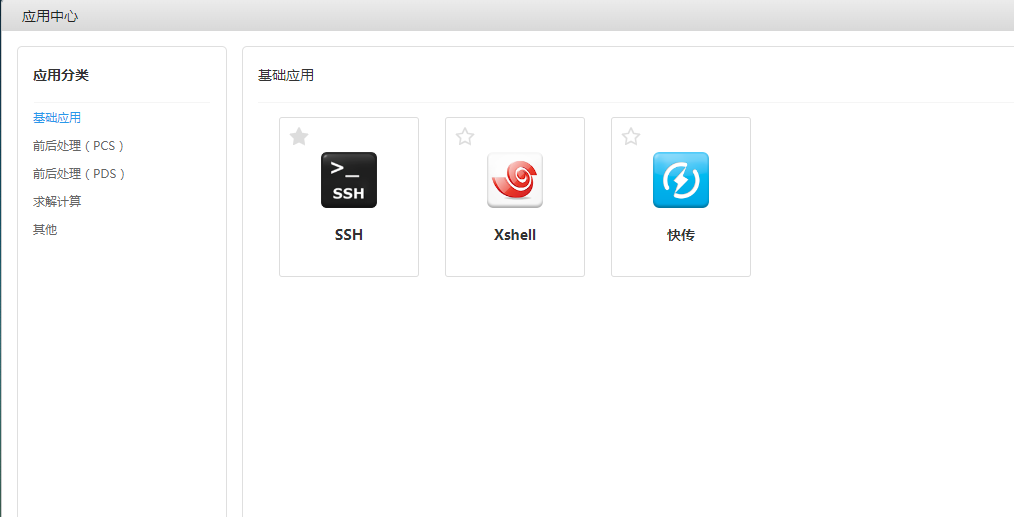 应用中心
应用分类
基础应用
前后处理（PCS）
前后处理（PDS）
求解计算
其他
基础应用
>_
SSH
SSH
Xshell
快传